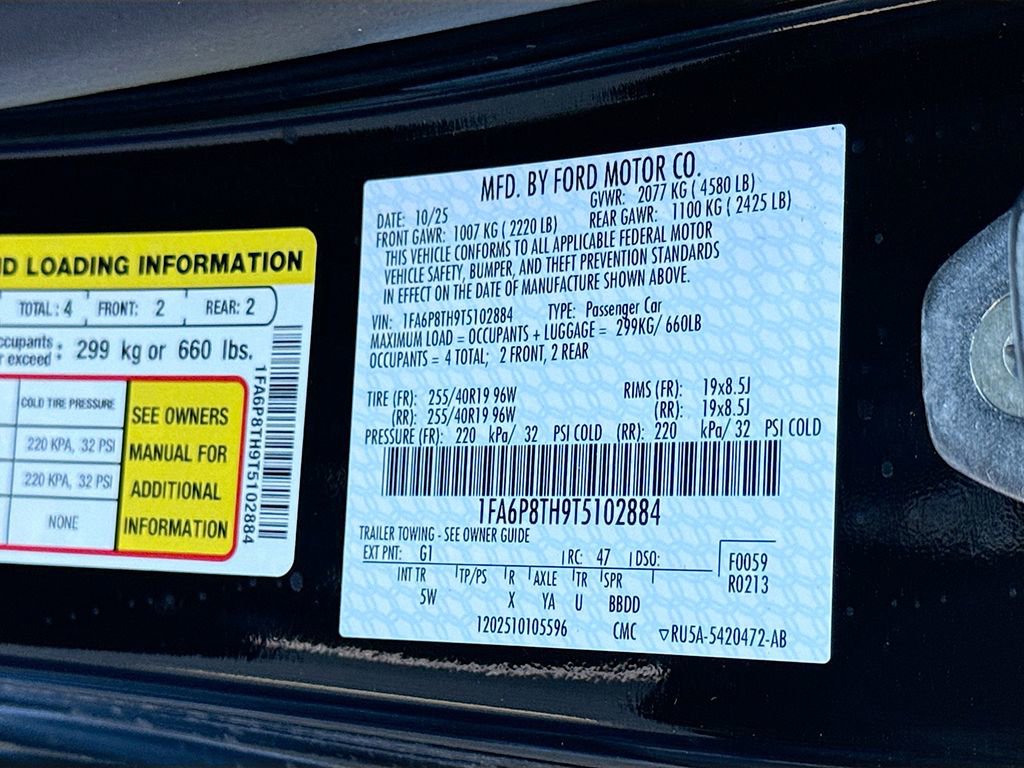 ND LOADING INFORMATION
TOTAL: 4 FRONT: 2 REAR: 2
299 kg or 660 lbs.
COLD TIRE PRESSURE
220 KPA, 32 PSI
220 KPA, 32 PSI
NONE
SEE OWNERS
MANUAL FOR
ADDITIONAL
INFORMATION
1FA6P8TH9T5102884
MFD. BY FORD MOTOR CO.
DATE: 10/25 GVWR: 2077 KG ( 4580 LB)
FRONT GAWR: 1007 KG ( 2220 LB) REAR GAWR: 1100 KG ( 2425 LB)
THIS VEHICLE CONFORMS TO ALL APPLICABLE FEDERAL MOTOR
VEHICLE SAFETY, BUMPER, AND THEFT PREVENTION STANDARDS
IN EFFECT ON THE DATE OF MANUFACTURE SHOWN ABOVE.
VIN: 1FA6P8TH9T5102884 TYPE: Passenger Car
MAXIMUM LOAD = OCCUPANTS + LUGGAGE = 299KG/ 660LB
OCCUPANTS = 4 TOTAL; 2 FRONT, 2 REAR
TIRE (FR): 255/40R19 96W RIMS (FR): 19x8.5J
(RR): 255/40R19 96W (RR): 19x8.5J
PRESSURE (FR): 220 kPa/ 32 PSI COLD (RR): 220 kPa/ 32 PSI COLD
1FA6P8TH9T5102884
TRAILER TOWING - SEE OWNER GUIDE
EXT PNT: G1 RC: 47 DSO: F0059
R0213
INT TR TP/PS R AXLE TR SPR
5W X YA U BBDD
1202510105596 CMC ▽RU5A-5420472-AB